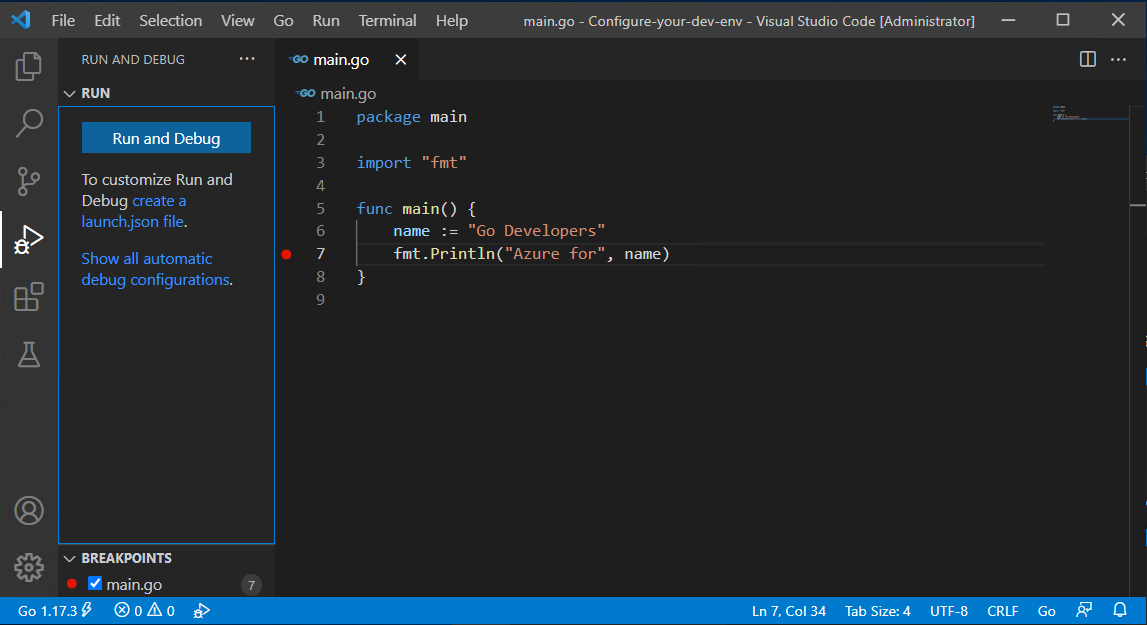 File Edit Selection View Go Run Terminal Help main.go - Configure-your-dev-env - Visual Studio Code [Administrator]
RUN AND DEBUG ···
RUN
Run and Debug
To customize Run and
Debug create a
launch.json file.
Show all automatic
debug configurations.
BREAKPOINTS
main.go 7
GO main.go
GO main.go
1 package main
2
3 import "fmt"
4
5 func main() {
6 name := "Go Developers"
7 fmt.Println("Azure for", name)
8 }
9
Go 1.17.3 0 0 Ln 7, Col 34 Tab Size: 4 UTF-8 CRLF Go